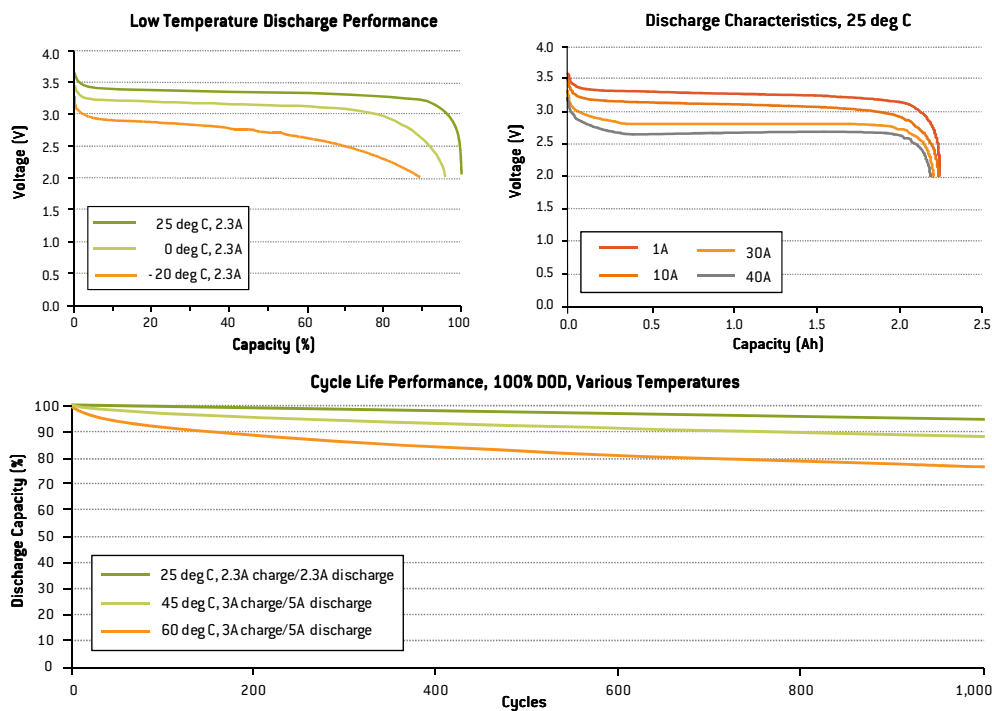 Low Temperature Discharge Performance
4.0
3.5
3.0
2.5
2.0
1.5
1.0
0.5
0.0
Voltage (V)
25 deg C, 2.3A
0 deg C, 2.3A
-20 deg C, 2.3A
0
20
40
60
80
100
Capacity (%)
Discharge Characteristics, 25 deg C
4.0
3.5
3.0
2.5
2.0
1.5
1.0
0.5
0.0
Voltage (V)
1A
30A
10A
40A
0.0
0.5
1.0
1.5
2.0
2.5
Capacity (Ah)
Cycle Life Performance, 100% DOD, Various Temperatures
100
90
80
70
60
50
40
30
20
10
0
Discharge Capacity (%)
25 deg C, 2.3A charge/2.3A discharge
45 deg C, 3A charge/5A discharge
60 deg C, 3A charge/5A discharge
0
200
400
600
800
1,000
Cycles